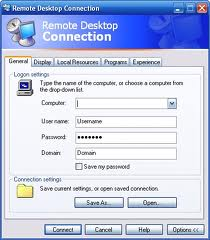 Remote Desktop Connection
Remote Desktop
Connection
General Display Local Resources Programs Experience
Logon settings
Type the name of the computer, or choose a computer from
the drop-down list.
Computer:
User name: Username
Password: •••••••
Domain: Domain
Save my password
Connection settings
Save current settings, or open saved connection.
Save As... Open...
Connect Cancel Help Options <<